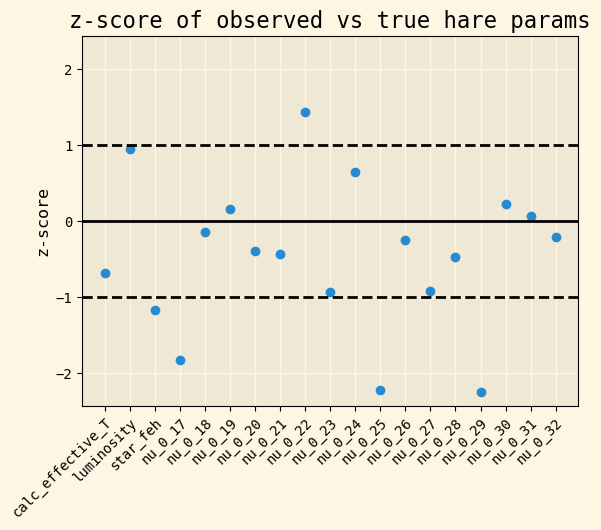 z-score of observed vs true hare params
z-score
2
1
0
−1
−2
calc_effective_T
luminosity
star_feh
nu_0_17
nu_0_18
nu_0_19
nu_0_20
nu_0_21
nu_0_22
nu_0_23
nu_0_24
nu_0_25
nu_0_26
nu_0_27
nu_0_28
nu_0_29
nu_0_30
nu_0_31
nu_0_32